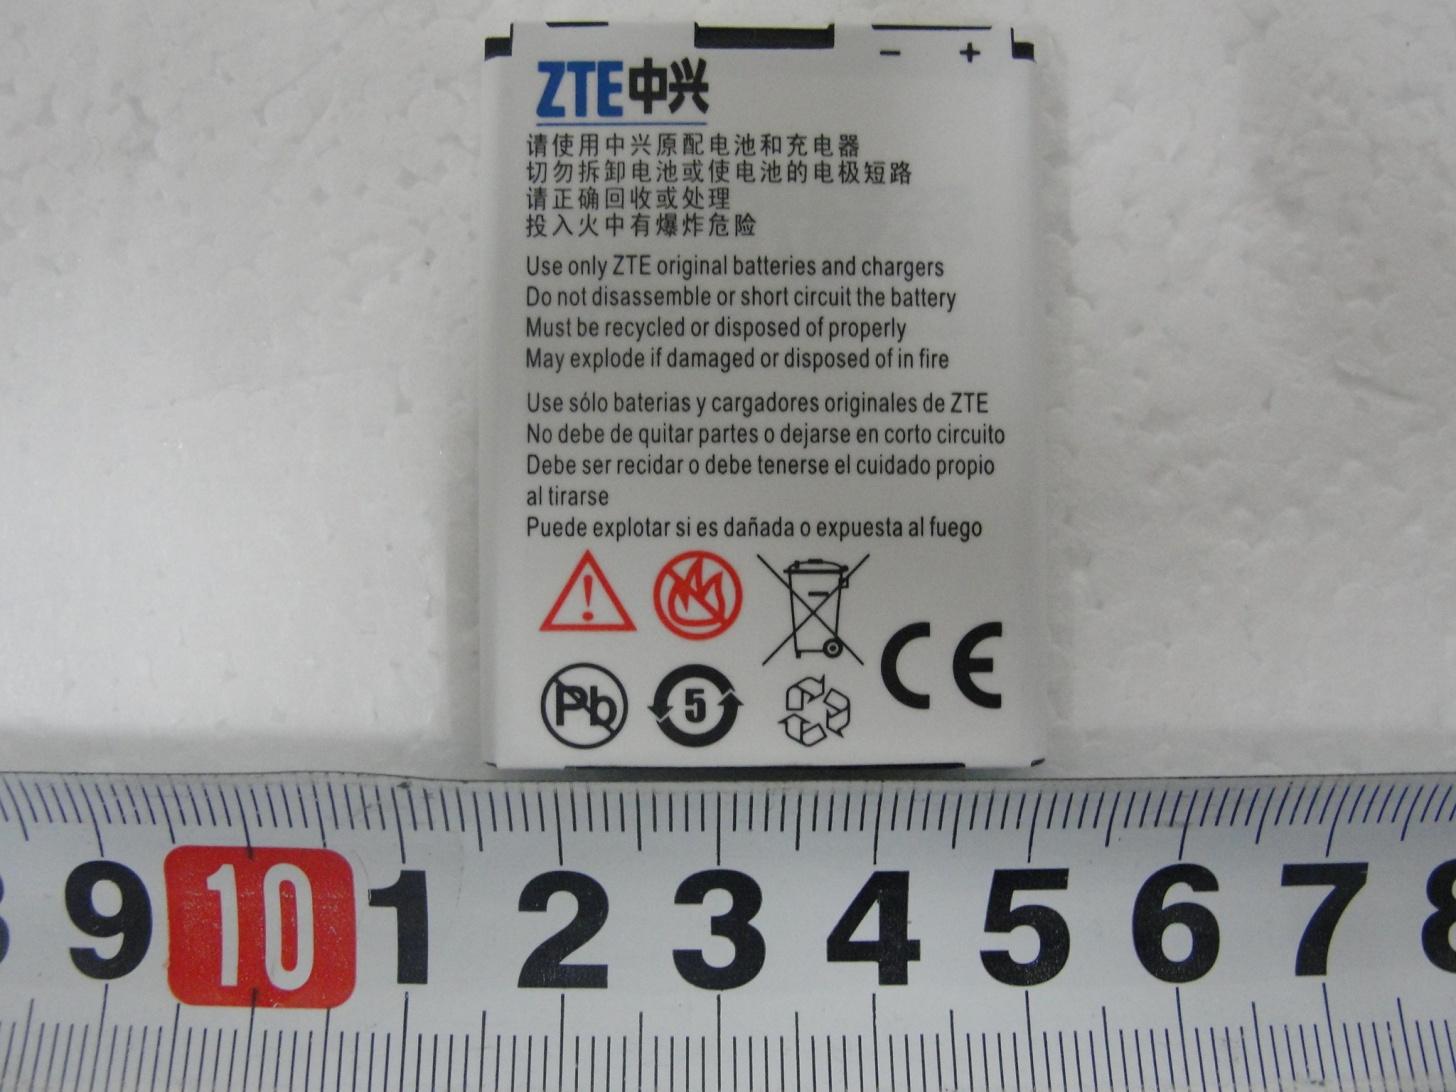 − +
ZTE中兴
请使用中兴原配电池和充电器
切勿拆卸电池或使电池的电极短路
请正确回收或处理
投入火中有爆炸危险
Use only ZTE original batteries and chargers
Do not disassemble or short circuit the battery
Must be recycled or disposed of properly
May explode if damaged or disposed of in fire
Use sólo baterias y cargadores originales de ZTE
No debe de quitar partes o dejarse en corto circuito
Debe ser recidar o debe tenerse el cuidado propio
al tirarse
Puede explotar si es dañada o expuesta al fuego
!
CE
Pb 5
8 9 10 1 2 3 4 5 6 7 8